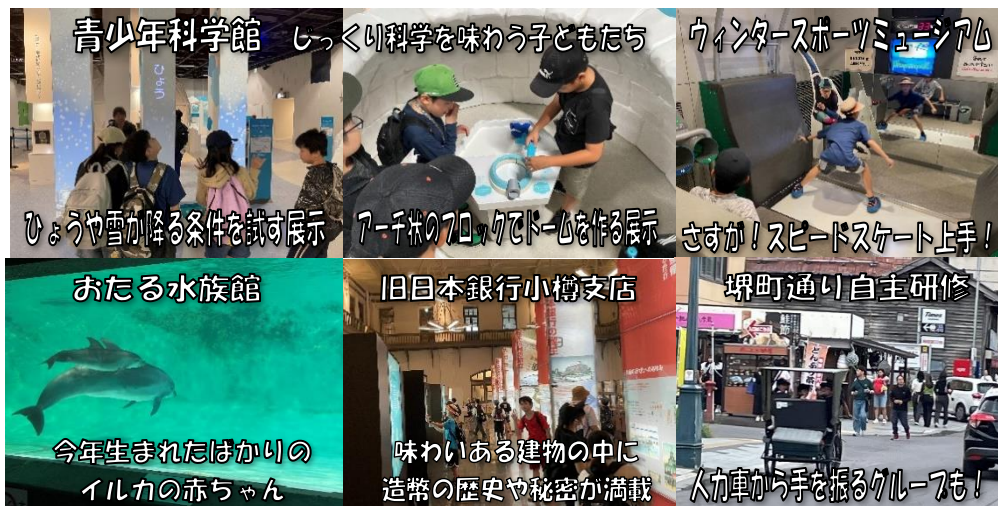 青少年科学館 じっくり科学を味わう子どもたち
ひょう
ひょうや雪が降る条件を試す展示
アーチ状のブロックでドームを作る展示
ウィンタースポーツミュージアム
さすが！スピードスケート上手！
おたる水族館
今年生まれたばかりの
イルカの赤ちゃん
旧日本銀行小樽支店
味わいある建物の中に
造幣の歴史や秘密が満載
堺町通り自主研修
Times
人力車から手を振るグループも！